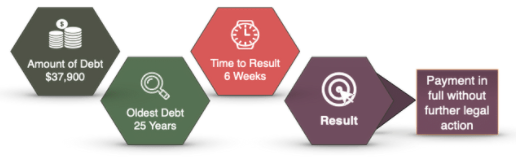 Amount of Debt
$37,900
Oldest Debt
25 Years
Time to Result
6 Weeks
Result
Payment in
full without
further legal
action